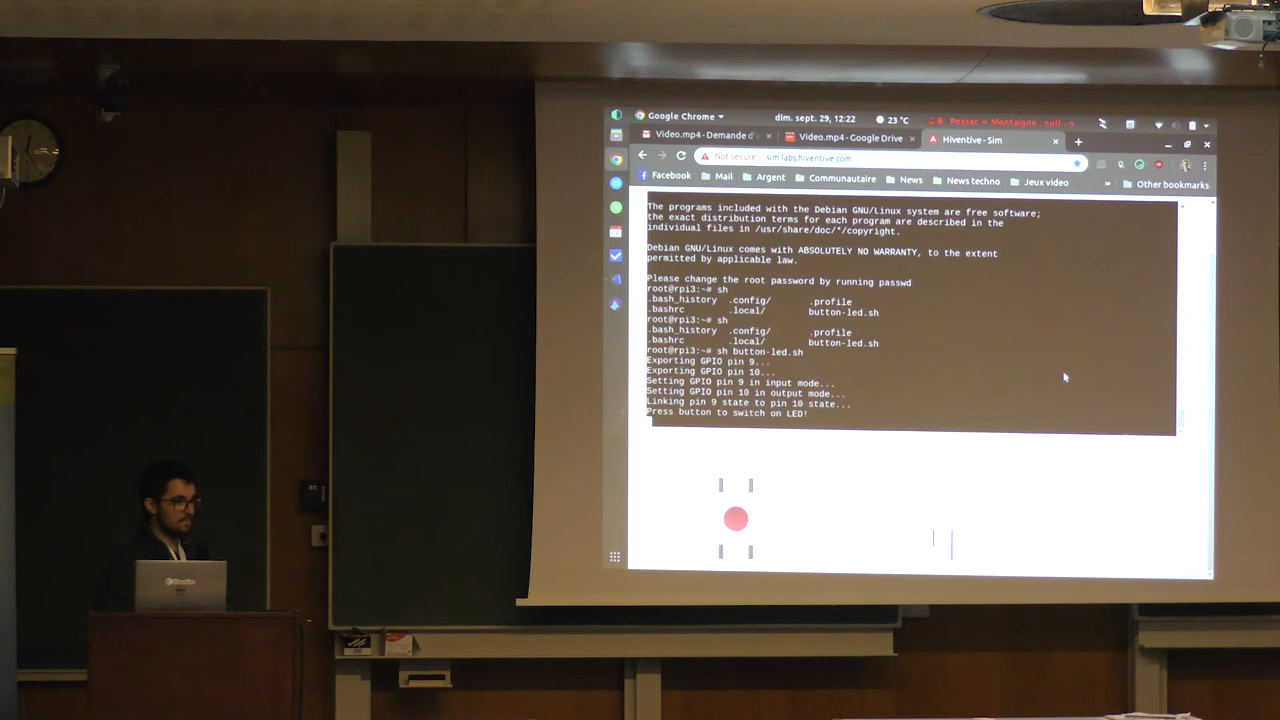 Google Chrome ▾ dim. sept. 29, 12:22 23 °C Pessac → Montaigne : null - n
Video.mp4 - Demande d' × Video.mp4 - Google Drive × Hiventive - Sim × +
Not secure sim.labs.hiventive.com
Facebook Mail Argent Communautaire News News techno Jeux video » Other bookmarks
The programs included with the Debian GNU/Linux system are free software;
the exact distribution terms for each program are described in the
individual files in /usr/share/doc/*/copyright.
Debian GNU/Linux comes with ABSOLUTELY NO WARRANTY, to the extent
permitted by applicable law.
Please change the root password by running passwd
root@rpi3:~# sh
.bash_history .config/ .profile
.bashrc .local/ button-led.sh
root@rpi3:~# sh
.bash_history .config/ .profile
.bashrc .local/ button-led.sh
root@rpi3:~# sh button-led.sh
Exporting GPIO pin 9...
Exporting GPIO pin 10...
Setting GPIO pin 9 in input mode...
Setting GPIO pin 10 in output mode...
Linking pin 9 state to pin 10 state...
Press button to switch on LED!